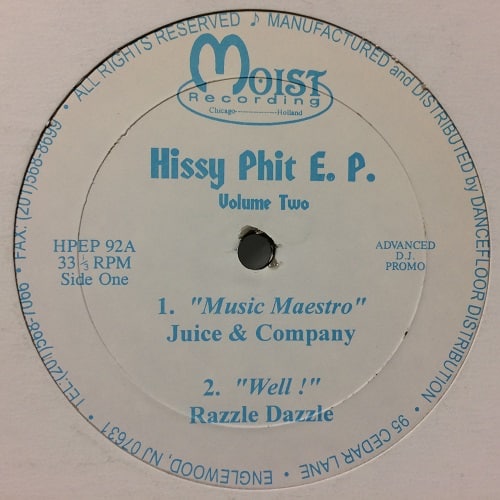 ALL RIGHTS RESERVED ♪ MANUFACTURED and DISTRIBUTED by DANCEFLOOR DISTRIBUTION • 95 CEDAR LANE • ENGLEWOOD, NJ 07631 • TEL:(201)568-7066 • FAX: (201)568-8699 •
MOIST
Recording
Chicago----------------Holland
Hissy Phit E. P.
Volume Two
HPEP 92A
33 1/3 RPM
Side One
ADVANCED
D.J.
PROMO
1. "Music Maestro"
Juice & Company
2. "Well !"
Razzle Dazzle